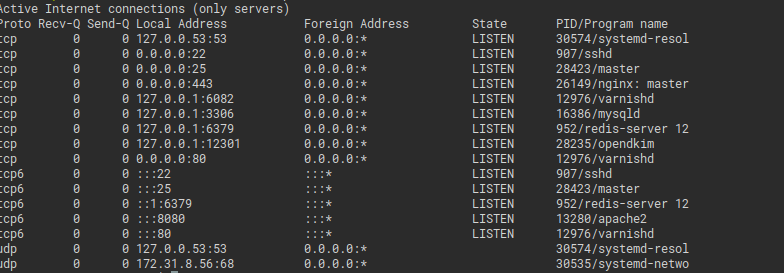 Active Internet connections (only servers)
Proto Recv-Q Send-Q Local Address           Foreign Address         State       PID/Program name
tcp        0      0 127.0.0.53:53           0.0.0.0:*               LISTEN      30574/systemd-resol
tcp        0      0 0.0.0.0:22              0.0.0.0:*               LISTEN      907/sshd
tcp        0      0 0.0.0.0:25              0.0.0.0:*               LISTEN      28423/master
tcp        0      0 0.0.0.0:443             0.0.0.0:*               LISTEN      26149/nginx: master
tcp        0      0 127.0.0.1:6082          0.0.0.0:*               LISTEN      12976/varnishd
tcp        0      0 127.0.0.1:3306          0.0.0.0:*               LISTEN      16386/mysqld
tcp        0      0 127.0.0.1:6379          0.0.0.0:*               LISTEN      952/redis-server 12
tcp        0      0 127.0.0.1:12301         0.0.0.0:*               LISTEN      28235/opendkim
tcp        0      0 0.0.0.0:80              0.0.0.0:*               LISTEN      12976/varnishd
tcp6       0      0 :::22                   :::*                    LISTEN      907/sshd
tcp6       0      0 :::25                   :::*                    LISTEN      28423/master
tcp6       0      0 ::1:6379                :::*                    LISTEN      952/redis-server 12
tcp6       0      0 :::8080                 :::*                    LISTEN      13280/apache2
tcp6       0      0 :::80                   :::*                    LISTEN      12976/varnishd
udp        0      0 127.0.0.53:53           0.0.0.0:*                           30574/systemd-resol
udp        0      0 172.31.8.56:68          0.0.0.0:*                           30535/systemd-netwo